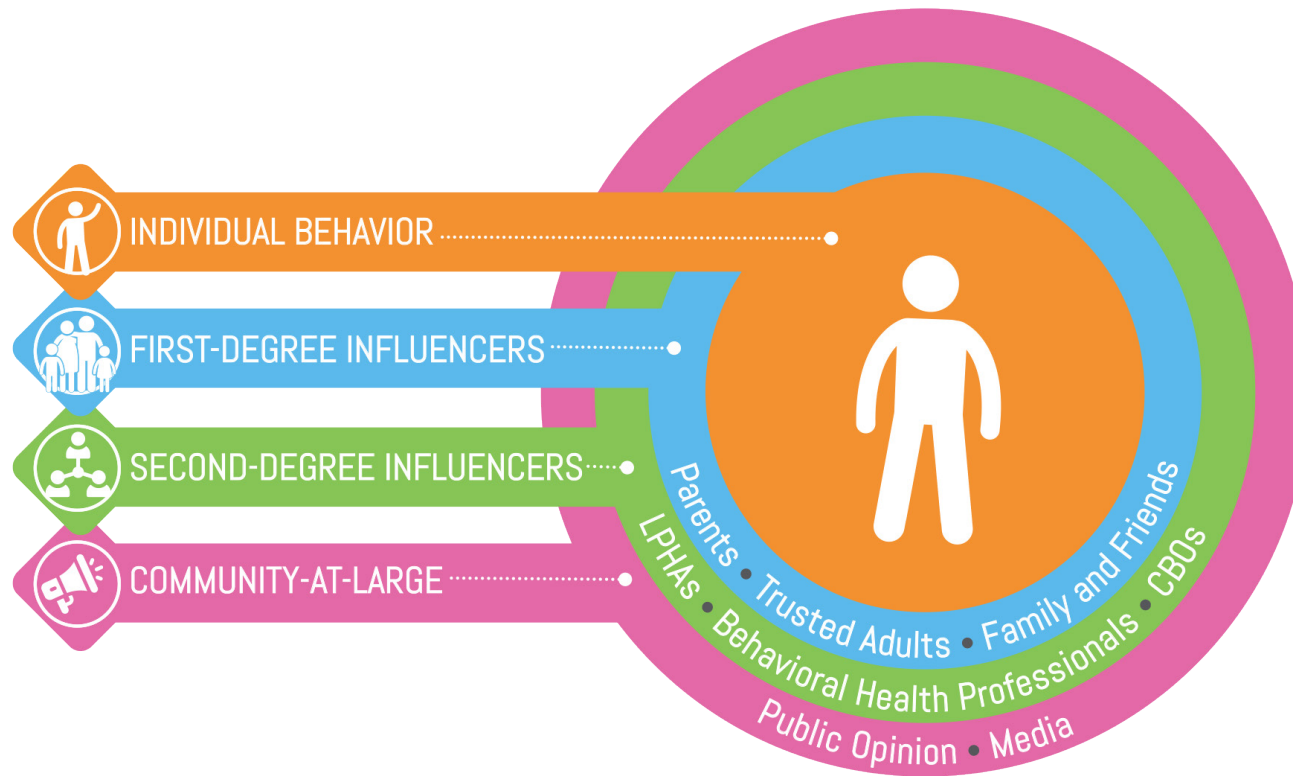 INDIVIDUAL BEHAVIOR
FIRST-DEGREE INFLUENCERS
SECOND-DEGREE INFLUENCERS
COMMUNITY-AT-LARGE
Parents • Trusted Adults • Family and Friends
LPHAs • Behavioral Health Professionals • CBOs
Public Opinion • Media